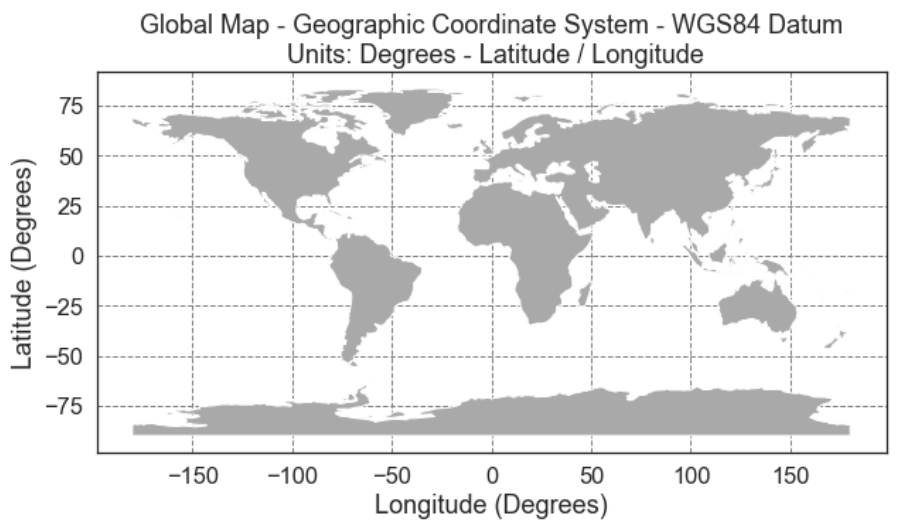 Global Map - Geographic Coordinate System - WGS84 Datum
Units: Degrees - Latitude / Longitude
75
50
25
0
−25
−50
−75
Latitude (Degrees)
−150 −100 −50 0 50 100 150
Longitude (Degrees)